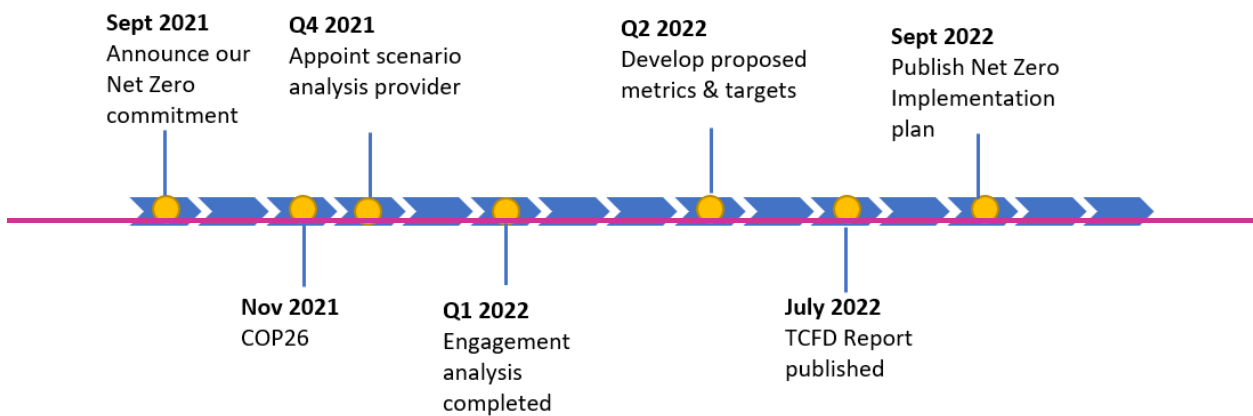 Sept 2021
Announce our
Net Zero
commitment
Q4 2021
Appoint scenario
analysis provider
Q2 2022
Develop proposed
metrics & targets
Sept 2022
Publish Net Zero
Implementation
plan
Nov 2021
COP26
Q1 2022
Engagement
analysis
completed
July 2022
TCFD Report
published